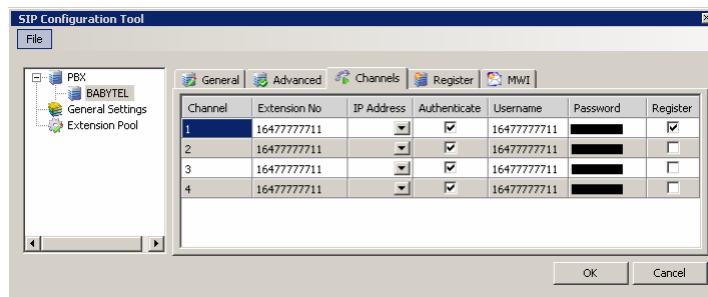 SIP Configuration Tool
File
PBX
BABYTEL
General Settings
Extension Pool
General Advanced Channels Register MWI
Channel Extension No IP Address Authenticate Username Password Register
1 16477777711 16477777711
2 16477777711 16477777711
3 16477777711 16477777711
4 16477777711 16477777711
OK Cancel